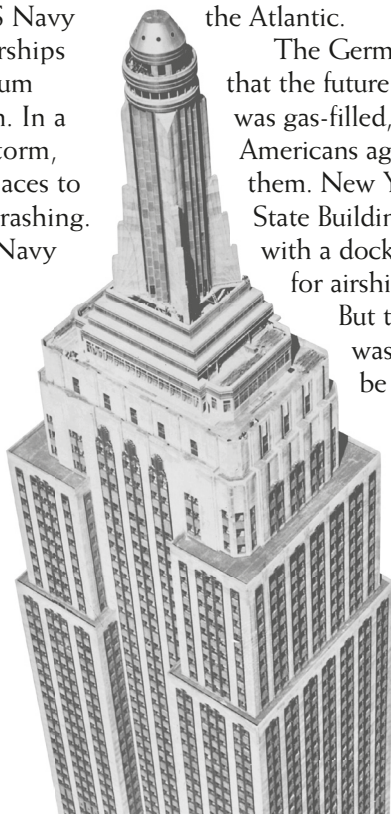 S Navy
rships
um
n. In a
torm,
aces to
rashing.
Navy
the Atlantic.
The Germ
that the future
was gas-filled,
Americans ag
them. New Y
State Buildin
with a dock
for airshi
But t
was
be